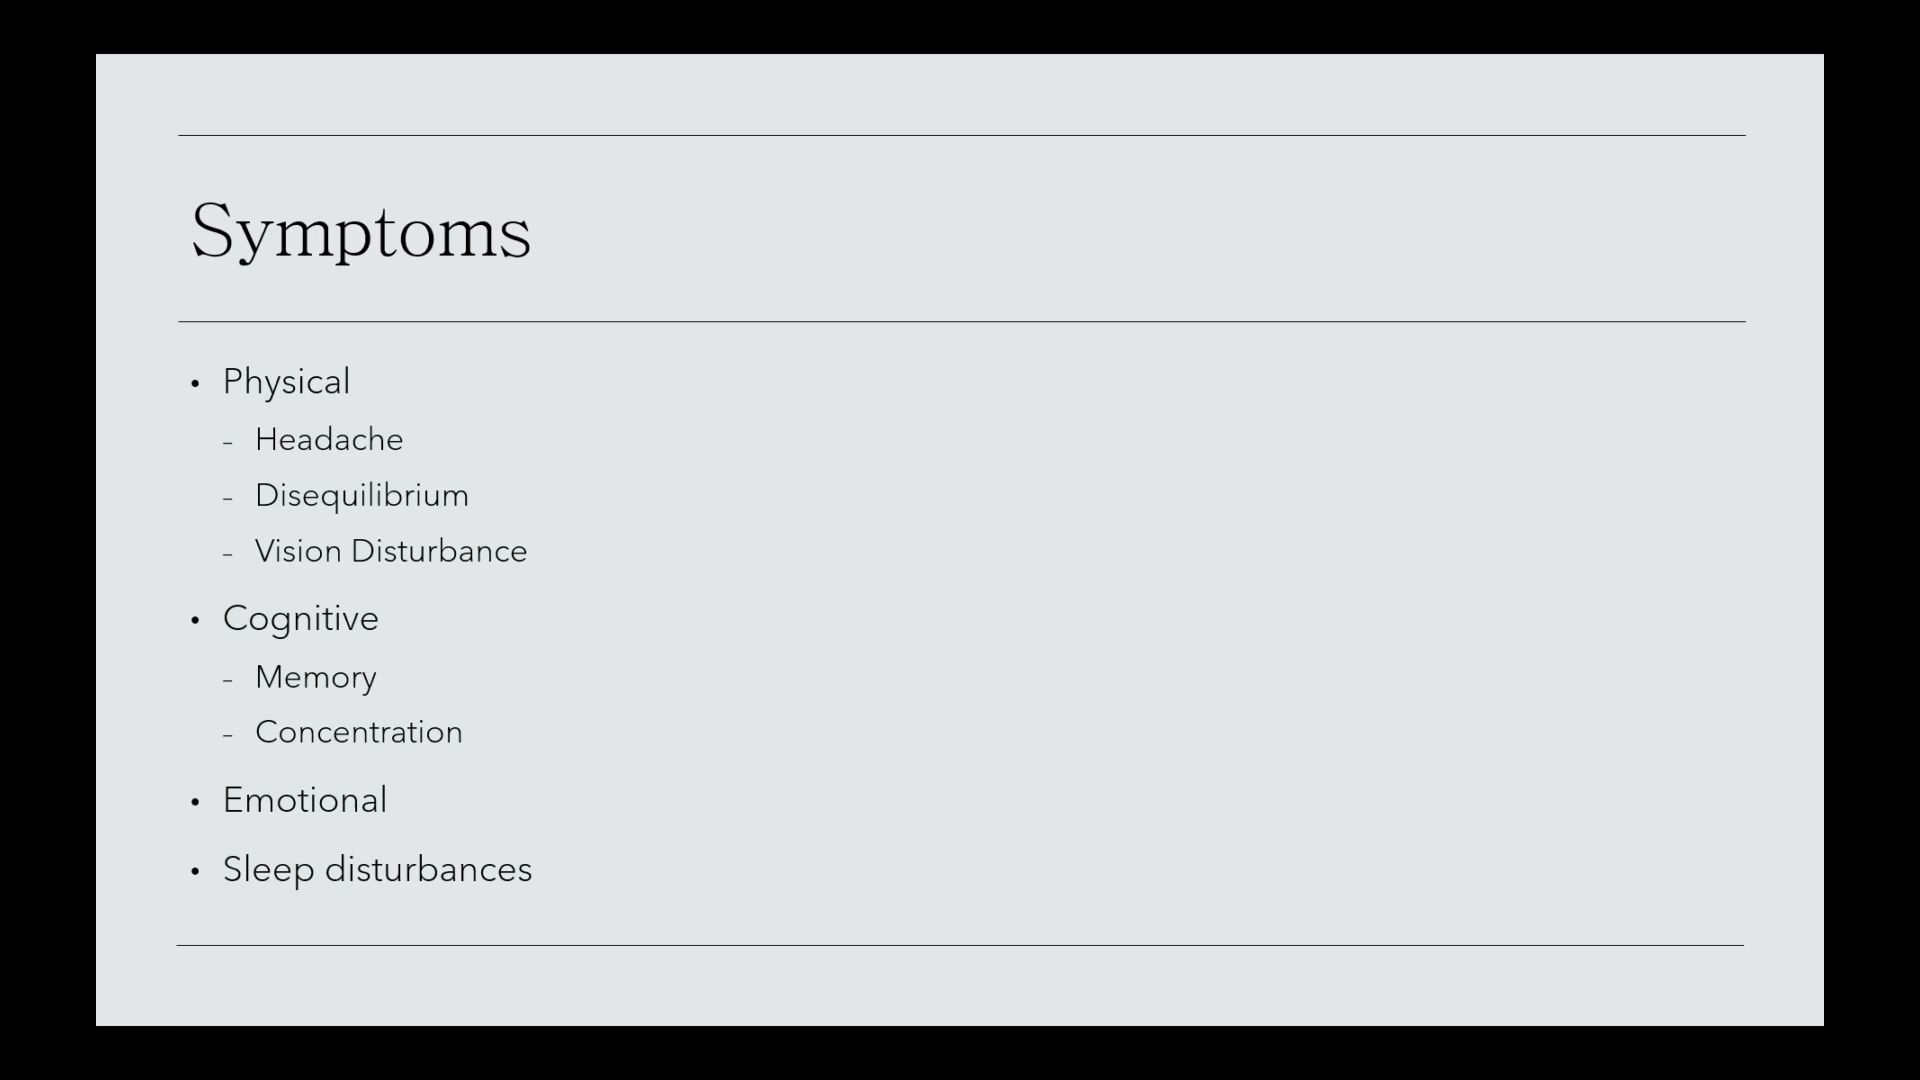 Symptoms
• Physical
- Headache
- Disequilibrium
- Vision Disturbance
• Cognitive
- Memory
- Concentration
• Emotional
• Sleep disturbances